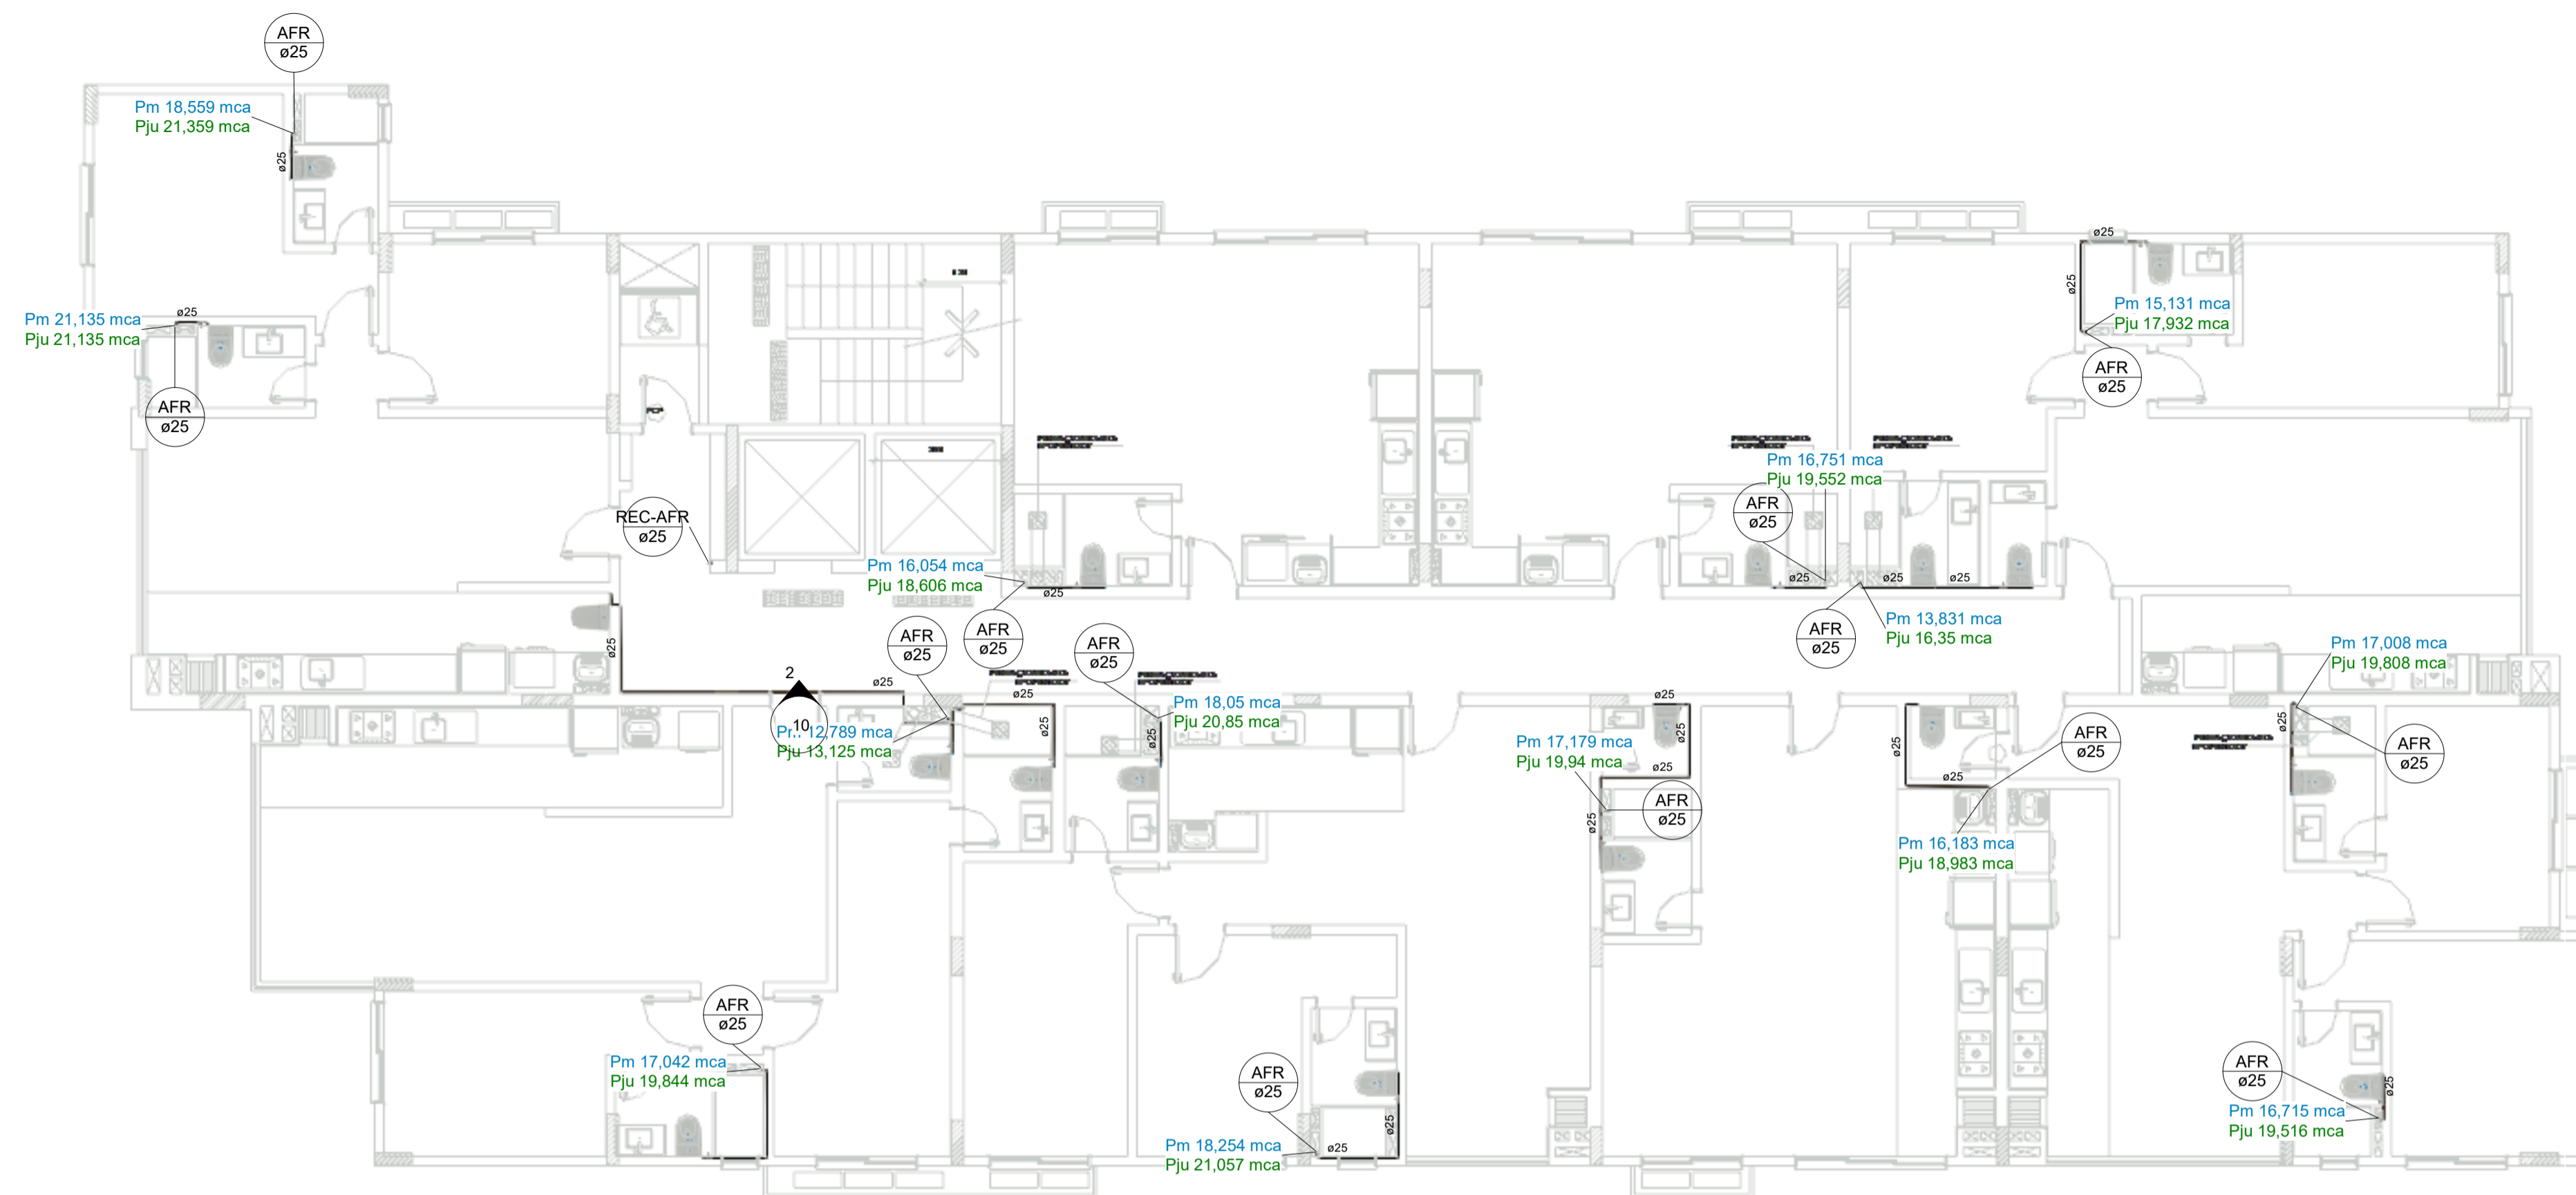 AFR
ø25
Pm 18,559 mca
Pju 21,359 mca
ø25
ø25
Pm 21,135 mca
Pju 21,135 mca
AFR
ø25
ø25
ø25
Pm 15,131 mca
Pju 17,932 mca
AFR
ø25
Pm 16,751 mca
Pju 19,552 mca
AFR
ø25
REC-AFR
ø25
Pm 16,054 mca
Pju 18,606 mca
ø25
ø25
ø25
ø25
AFR
ø25
AFR
ø25
AFR
ø25
AFR
ø25
Pm 13,831 mca
Pju 16,35 mca
ø25
Pm 17,008 mca
Pju 19,808 mca
2
10
ø25
ø25
ø25
Pm 12,789 mca
Pju 13,125 mca
Pm 18,05 mca
Pju 20,85 mca
ø25
ø25
ø25
ø25
Pm 17,179 mca
Pju 19,94 mca
AFR
ø25
ø25
ø25
ø25
AFR
ø25
ø25
AFR
ø25
Pm 16,183 mca
Pju 18,983 mca
AFR
ø25
Pm 17,042 mca
Pju 19,844 mca
AFR
ø25
ø25
ø25
Pm 18,254 mca
Pju 21,057 mca
AFR
ø25
ø25
Pm 16,715 mca
Pju 19,516 mca